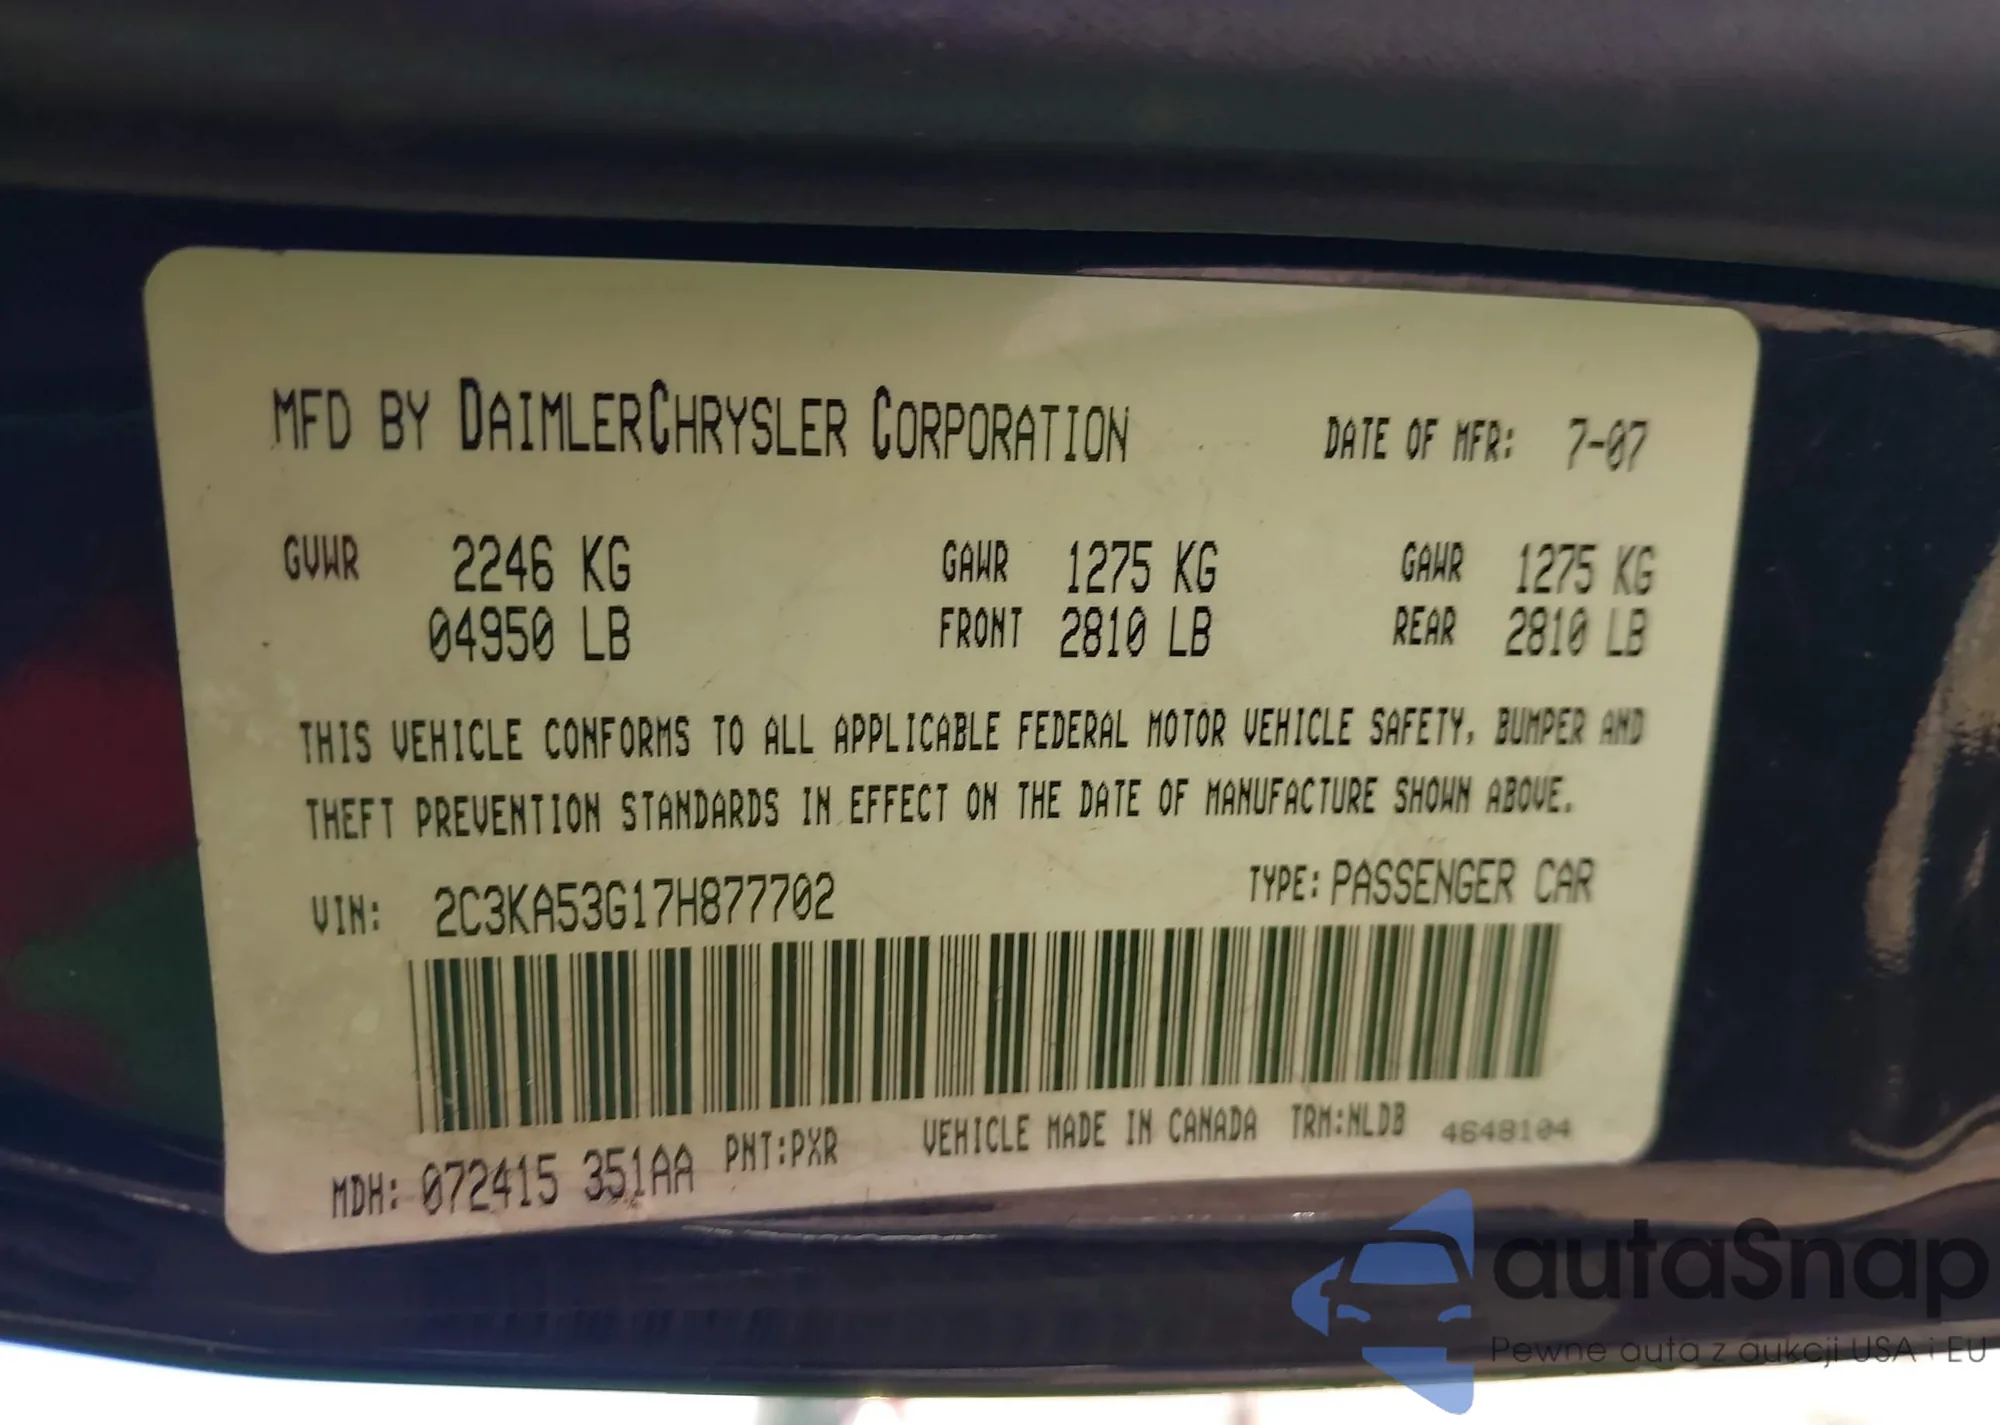 MFD BY DAIMLERCHRYSLER CORPORATION DATE OF MFR: 7-07
GVWR 2246 KG GAWR 1275 KG GAWR 1275 KG
04950 LB FRONT 2810 LB REAR 2810 LB
THIS VEHICLE CONFORMS TO ALL APPLICABLE FEDERAL MOTOR VEHICLE SAFETY, BUMPER AND
THEFT PREVENTION STANDARDS IN EFFECT ON THE DATE OF MANUFACTURE SHOWN ABOVE.
VIN: 2C3KA53G17H877702 TYPE: PASSENGER CAR
MDH: 072415 351AA PNT:PXR VEHICLE MADE IN CANADA TRM:NLDB 4648104
autaSnap
Pewne auta z aukcji USA i EU